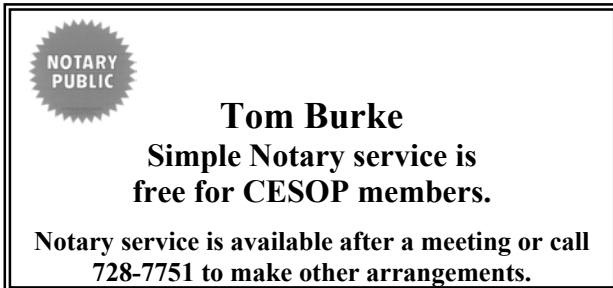 NOTARY
PUBLIC
Tom Burke
Simple Notary service is
free for CESOP members.
Notary service is available after a meeting or call
728-7751 to make other arrangements.